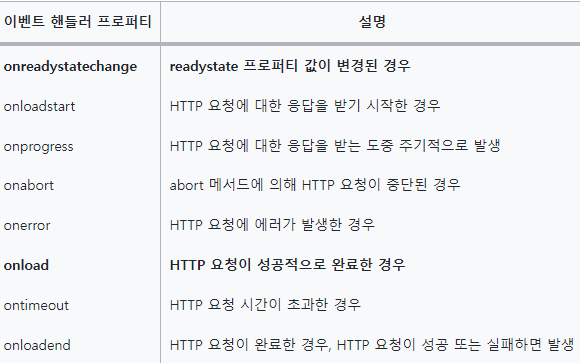 이벤트 핸들러 프로퍼티 설명
onreadystatechange readystate 프로퍼티 값이 변경된 경우
onloadstart HTTP 요청에 대한 응답을 받기 시작한 경우
onprogress HTTP 요청에 대한 응답을 받는 도중 주기적으로 발생
onabort abort 메서드에 의해 HTTP 요청이 중단된 경우
onerror HTTP 요청에 에러가 발생한 경우
onload HTTP 요청이 성공적으로 완료한 경우
ontimeout HTTP 요청 시간이 초과한 경우
onloadend HTTP 요청이 완료한 경우, HTTP 요청이 성공 또는 실패하면 발생